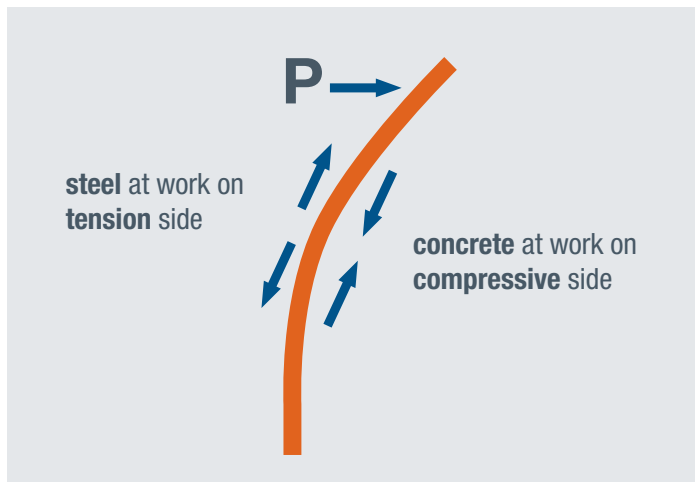 P
steel at work on
tension side
concrete at work on
compressive side